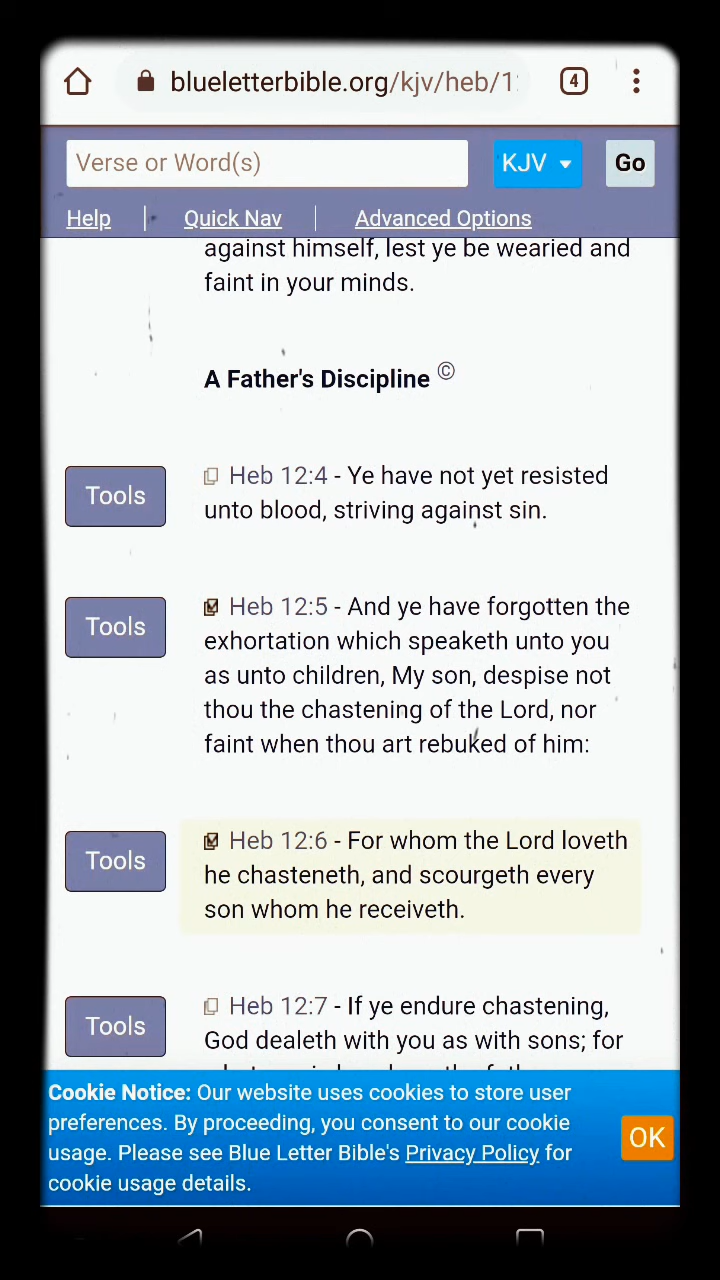 blueletterbible.org/kjv/heb/1
4
Verse or Word(s)
KJV
Go
Help
Quick Nav
Advanced Options
against himself, lest ye be wearied and
faint in your minds.
A Father's Discipline ©
Tools
Heb 12:4 - Ye have not yet resisted
unto blood, striving against sin.
Tools
Heb 12:5 - And ye have forgotten the
exhortation which speaketh unto you
as unto children, My son, despise not
thou the chastening of the Lord, nor
faint when thou art rebuked of him:
Tools
Heb 12:6 - For whom the Lord loveth
he chasteneth, and scourgeth every
son whom he receiveth.
Tools
Heb 12:7 - If ye endure chastening,
God dealeth with you as with sons; for
Cookie Notice: Our website uses cookies to store user
preferences. By proceeding, you consent to our cookie
usage. Please see Blue Letter Bible's Privacy Policy for
cookie usage details.
OK